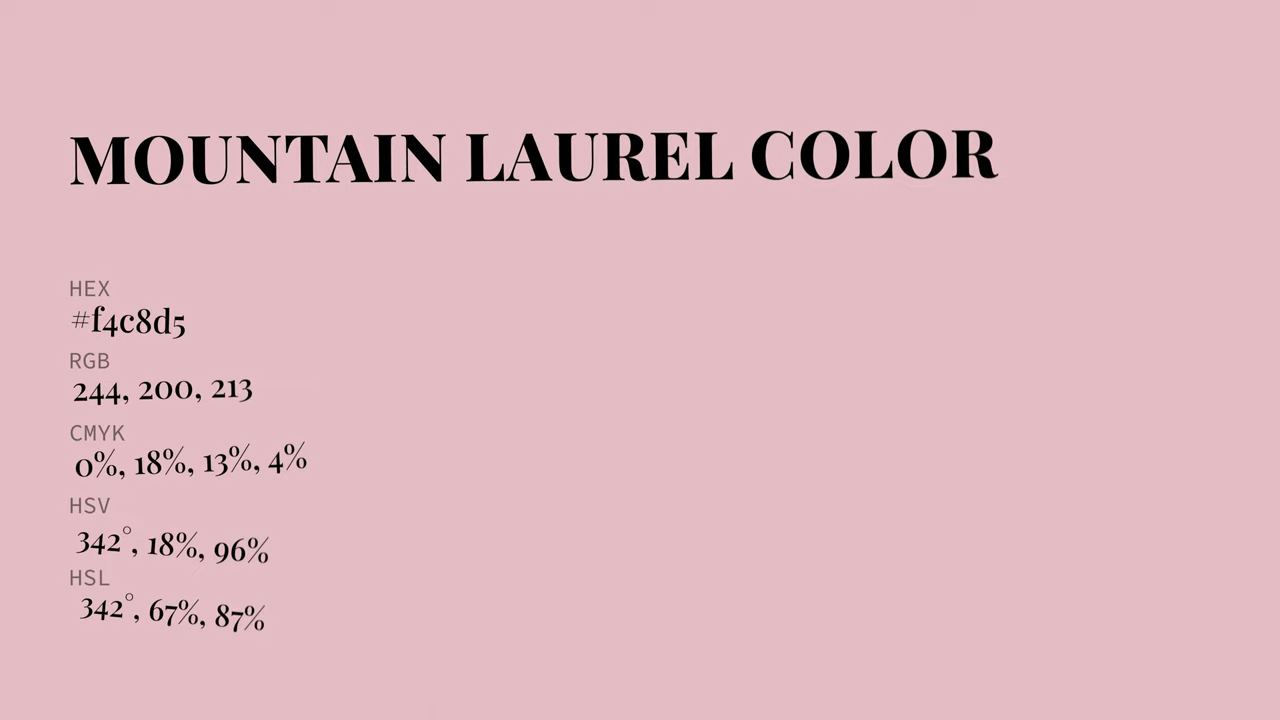 MOUNTAIN LAUREL COLOR
HEX
#f4c8d5
RGB
244, 200, 213
CMYK
0%, 18%, 13%, 4%
HSV
342°, 18%, 96%
HSL
342°, 67%, 87%